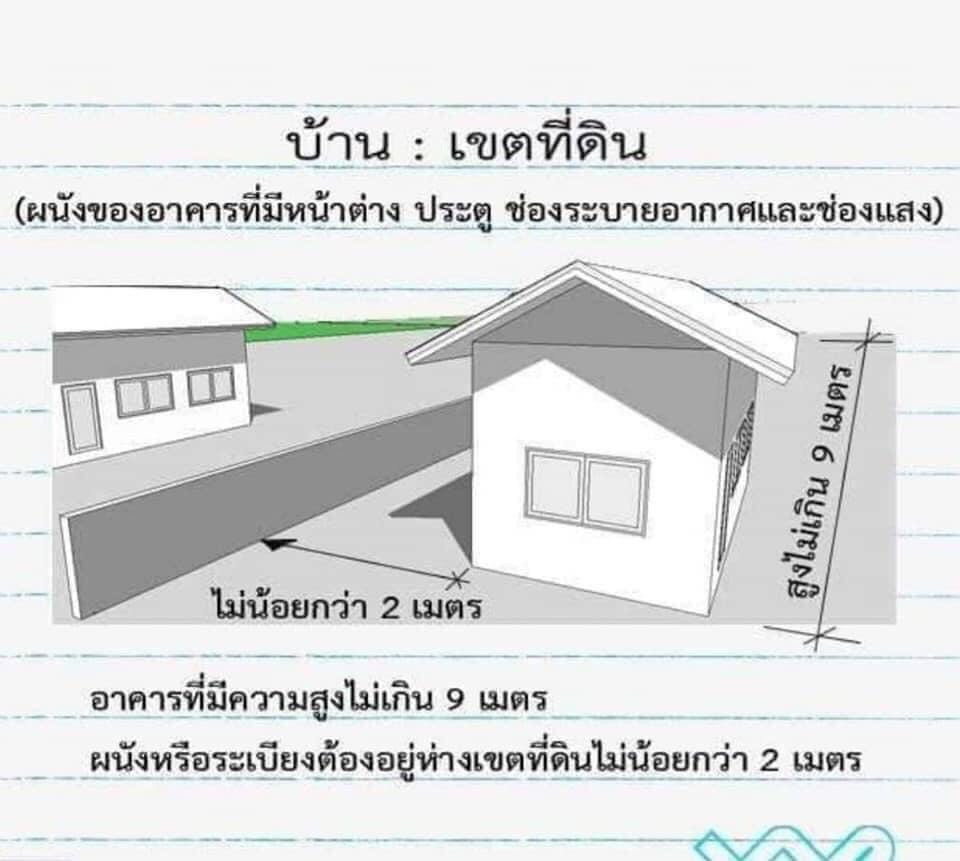 บ้าน : เขตที่ดิน
(ผนังของอาคารที่มีหน้าต่าง ประตู ช่องระบายอากาศและช่องแสง)
สูงไม่เกิน 9 เมตร
ไม่น้อยกว่า 2 เมตร
อาคารที่มีความสูงไม่เกิน 9 เมตร
ผนังหรือระเบียงต้องอยู่ห่างเขตที่ดินไม่น้อยกว่า 2 เมตร